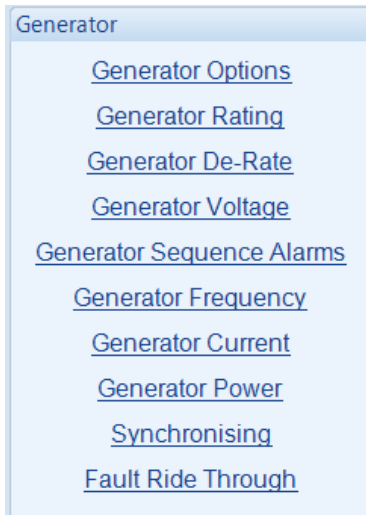 Generator
Generator Options
Generator Rating
Generator De-Rate
Generator Voltage
Generator Sequence Alarms
Generator Frequency
Generator Current
Generator Power
Synchronising
Fault Ride Through